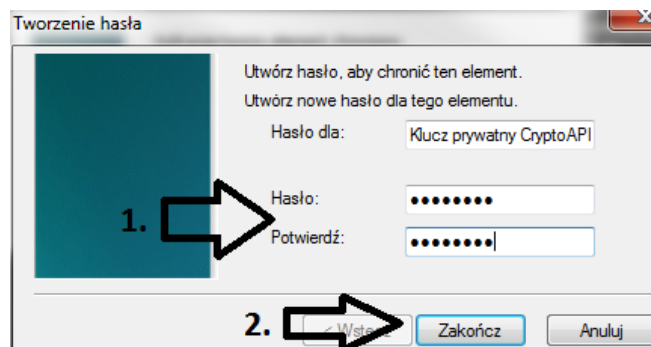 Tworzenie hasła
Utwórz hasło, aby chronić ten element.
Utwórz nowe hasło dla tego elementu.
Hasło dla: Klucz prywatny CryptoAPI
1. Hasło: ●●●●●●●●
Potwierdź: ●●●●●●●●
2. < Wstecz Zakończ Anuluj